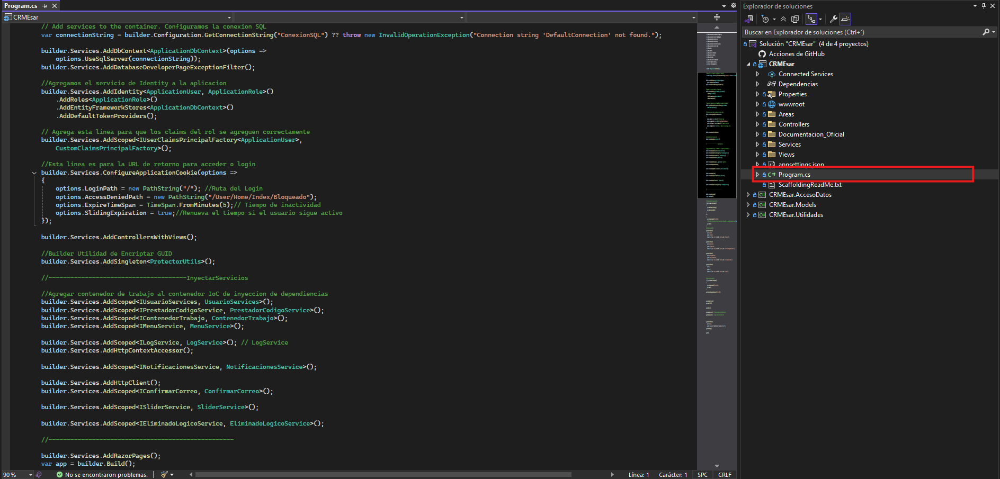 Program.cs
CRMEsar
// Add services to the container. Configuramos la conexion SQL
var connectionString = builder.Configuration.GetConnectionString("ConexionSQL") ?? throw new InvalidOperationException("Connection string 'DefaultConnection' not found.");
builder.Services.AddDbContext<ApplicationDbContext>(options =>
options.UseSqlServer(connectionString));
builder.Services.AddDatabaseDeveloperPageExceptionFilter();
//Agregamos el servicio de Identity a la aplicacion
builder.Services.AddIdentity<ApplicationUser, ApplicationRole>()
.AddRoles<ApplicationRole>()
.AddEntityFrameworkStores<ApplicationDbContext>()
.AddDefaultTokenProviders();
// Agrega esta línea para que los claims del rol se agreguen correctamente
builder.Services.AddScoped<IUserClaimsPrincipalFactory<ApplicationUser>,
CustomClaimsPrincipalFactory>();
//Esta linea es para la URL de retorno para acceder o login
builder.Services.ConfigureApplicationCookie(options =>
{
options.LoginPath = new PathString("/"); //Ruta del Login
options.AccessDeniedPath = new PathString("/User/Home/Index/Bloqueado");
options.ExpireTimeSpan = TimeSpan.FromMinutes(5);// Tiempo de inactividad
options.SlidingExpiration = true;//Renueva el tiempo si el usuario sigue activo
});
builder.Services.AddControllersWithViews();
//Builder Utilidad de Encriptar GUID
builder.Services.AddSingleton<ProtectorUtils>();
//--------------------------------------InyectarServicios
//Agregar contenedor de trabajo al contenedor IoC de inyeccion de dependiencias
builder.Services.AddScoped<IUsuarioServices, UsuarioServices>();
builder.Services.AddScoped<IPrestadorCodigoService, PrestadorCodigoService>();
builder.Services.AddScoped<IContenedorTrabajo, ContenedorTrabajo>();
builder.Services.AddScoped<IMenuService, MenuService>();
builder.Services.AddScoped<ILogService, LogService>(); // LogService
builder.Services.AddHttpContextAccessor();
builder.Services.AddScoped<INotificacionesService, NotificacionesService>();
builder.Services.AddHttpClient();
builder.Services.AddScoped<IConfirmarCorreo, ConfirmarCorreo>();
builder.Services.AddScoped<ISliderService, SliderService>();
builder.Services.AddScoped<IEliminadoLogicoService, EliminadoLogicoService>();
//---------------------------------------------------
builder.Services.AddRazorPages();
var app = builder.Build();
90 %
No se encontraron problemas.
Línea: 1
Carácter: 1
SPC
CRLF
Explorador de soluciones
Buscar en Explorador de soluciones (Ctrl+´)
Solución "CRMEsar" (4 de 4 proyectos)
Acciones de GitHub
CRMEsar
Connected Services
Dependencias
Properties
wwwroot
Areas
Controllers
Documentacion_Oficial
Services
Views
appsettings.json
C# Program.cs
ScaffoldingReadMe.txt
C# CRMEsar.AccesoDatos
C# CRMEsar.Models
C# CRMEsar.Utilidades